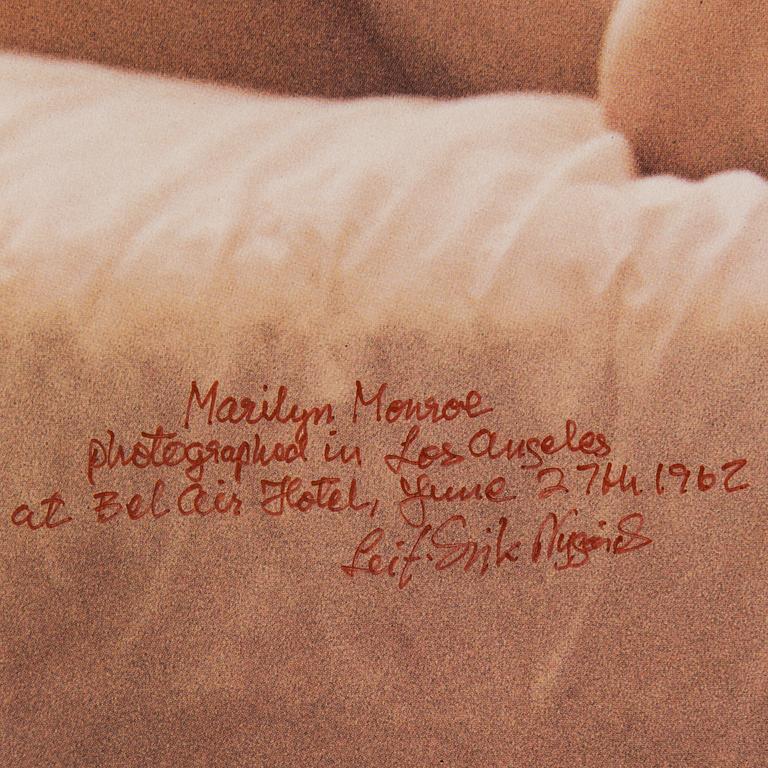 Marilyn Monroe
photographed in Los Angeles
at Bel Air Hotel, June 27th 1962
Leif-Erik Nygårds